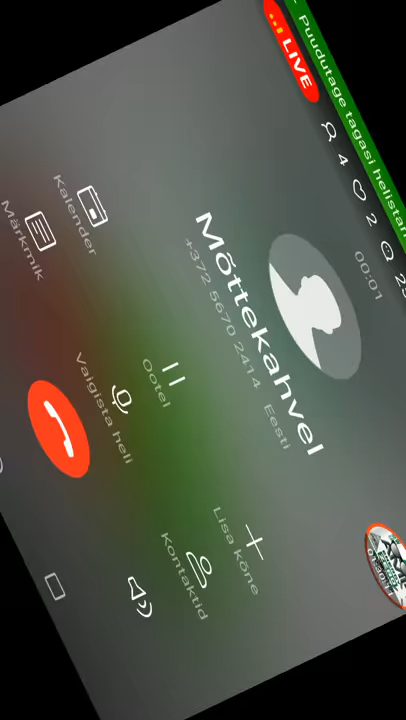 Puudutage tagasi helistam
LIVE
4 2
00:01
Mõttekahvel
+372 5670 2414 Eesti
Lisa kõne
Ootel
Kalender
Kontaktid
Vaigista heli
Märkmik